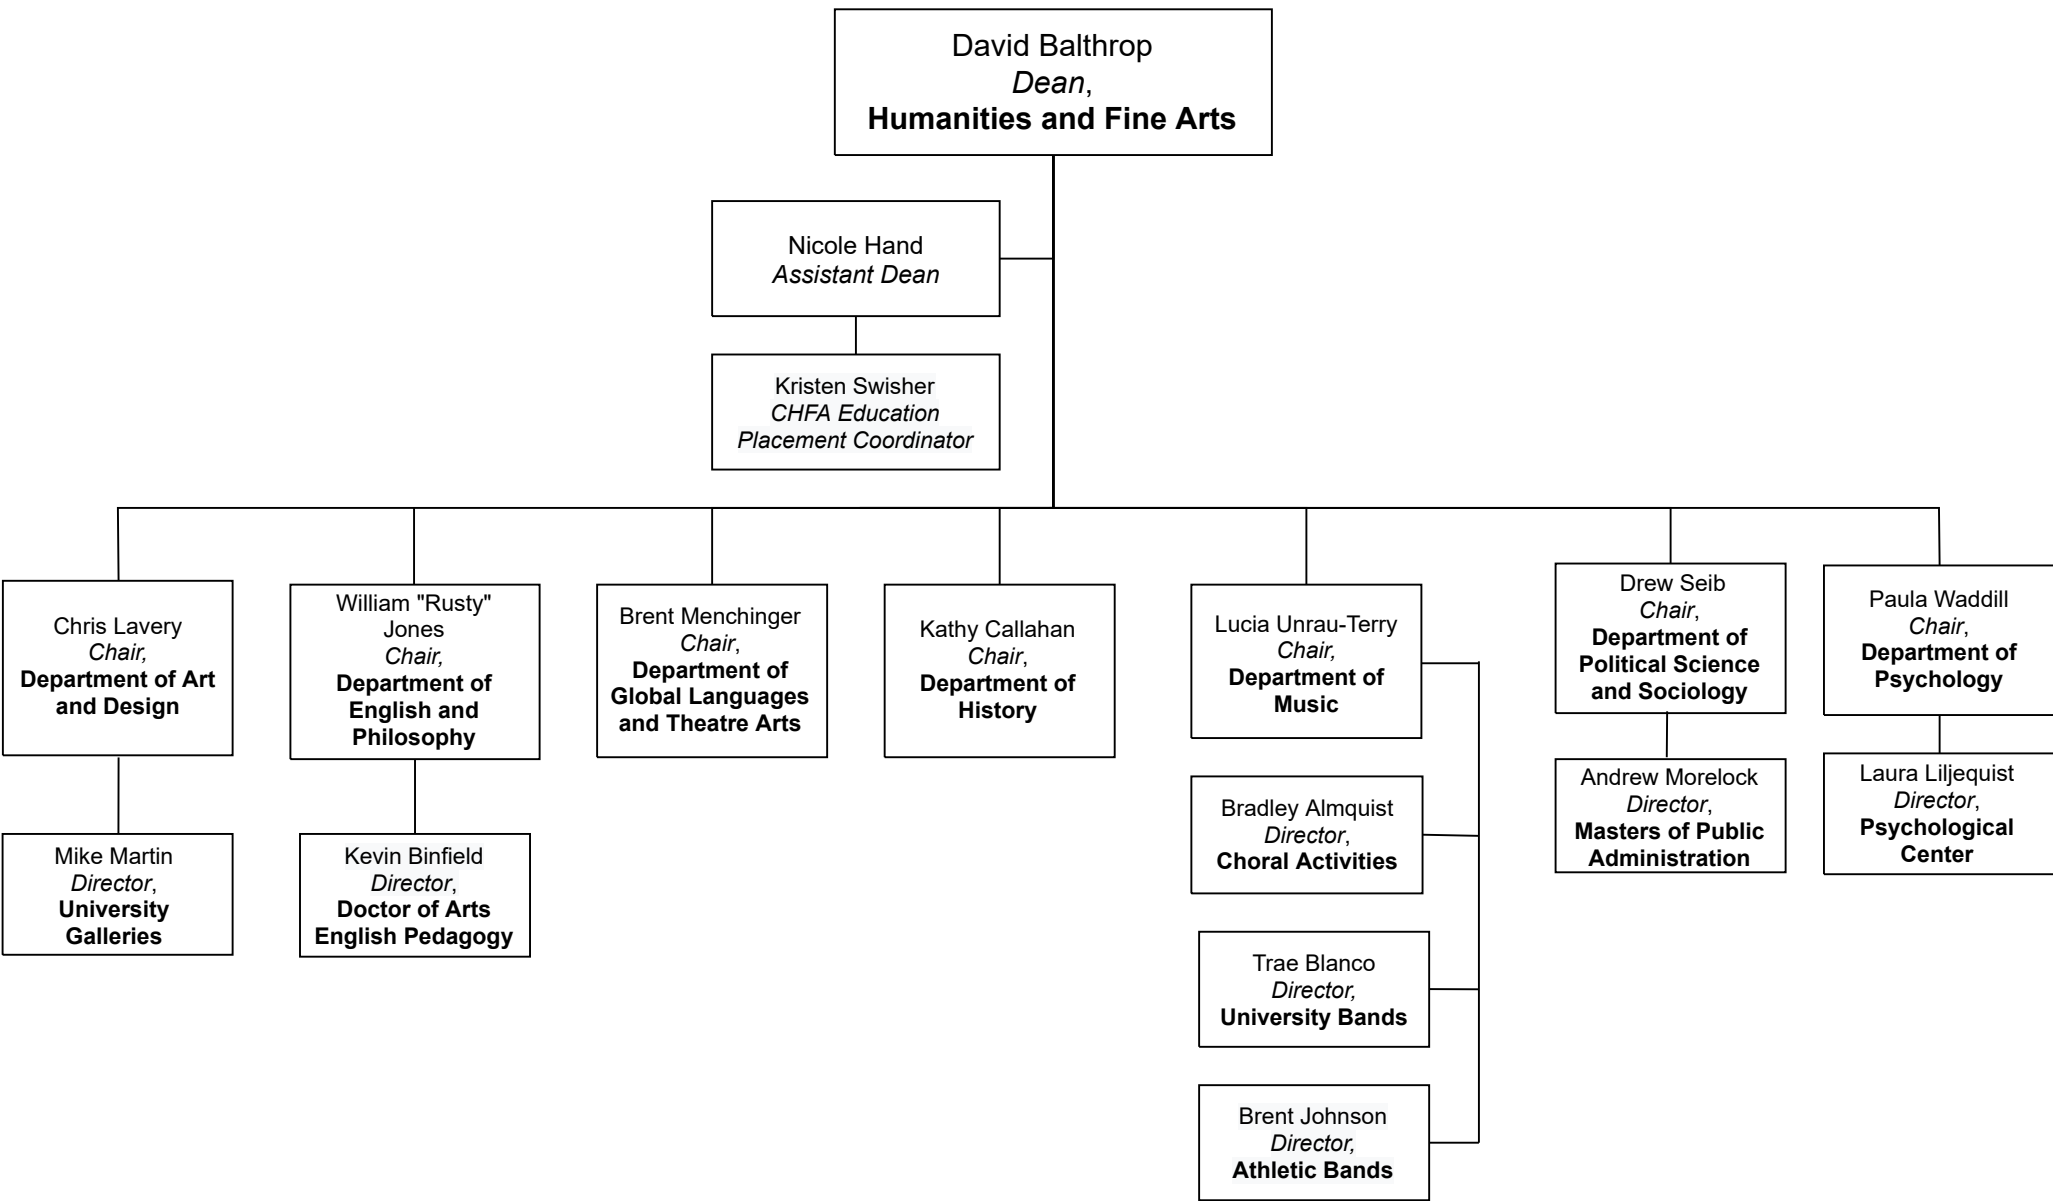 David Balthrop
Dean,
Humanities and Fine Arts
Nicole Hand
Assistant Dean
Kristen Swisher
CHFA Education
Placement Coordinator
Chris Lavery
Chair,
Department of Art
and Design
William "Rusty"
Jones
Chair,
Department of
English and
Philosophy
Brent Menchinger
Chair,
Department of
Global Languages
and Theatre Arts
Kathy Callahan
Chair,
Department of
History
Lucia Unrau-Terry
Chair,
Department of
Music
Drew Seib
Chair,
Department of
Political Science
and Sociology
Paula Waddill
Chair,
Department of
Psychology
Mike Martin
Director,
University
Galleries
Kevin Binfield
Director,
Doctor of Arts
English Pedagogy
Bradley Almquist
Director,
Choral Activities
Trae Blanco
Director,
University Bands
Brent Johnson
Director,
Athletic Bands
Andrew Morelock
Director,
Masters of Public
Administration
Laura Liljequist
Director,
Psychological
Center